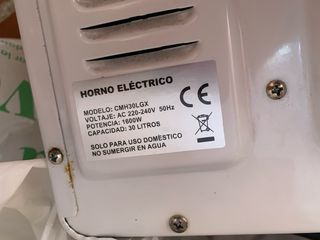 HORNO ELÉCTRICO
MODELO: CMH30LGX
VOLTAJE: AC 220-240V 50Hz
POTENCIA: 1600W
CAPACIDAD: 30 LITROS
CE
SOLO PARA USO DOMÈSTICO
NO SUMERGIR EN AGUA